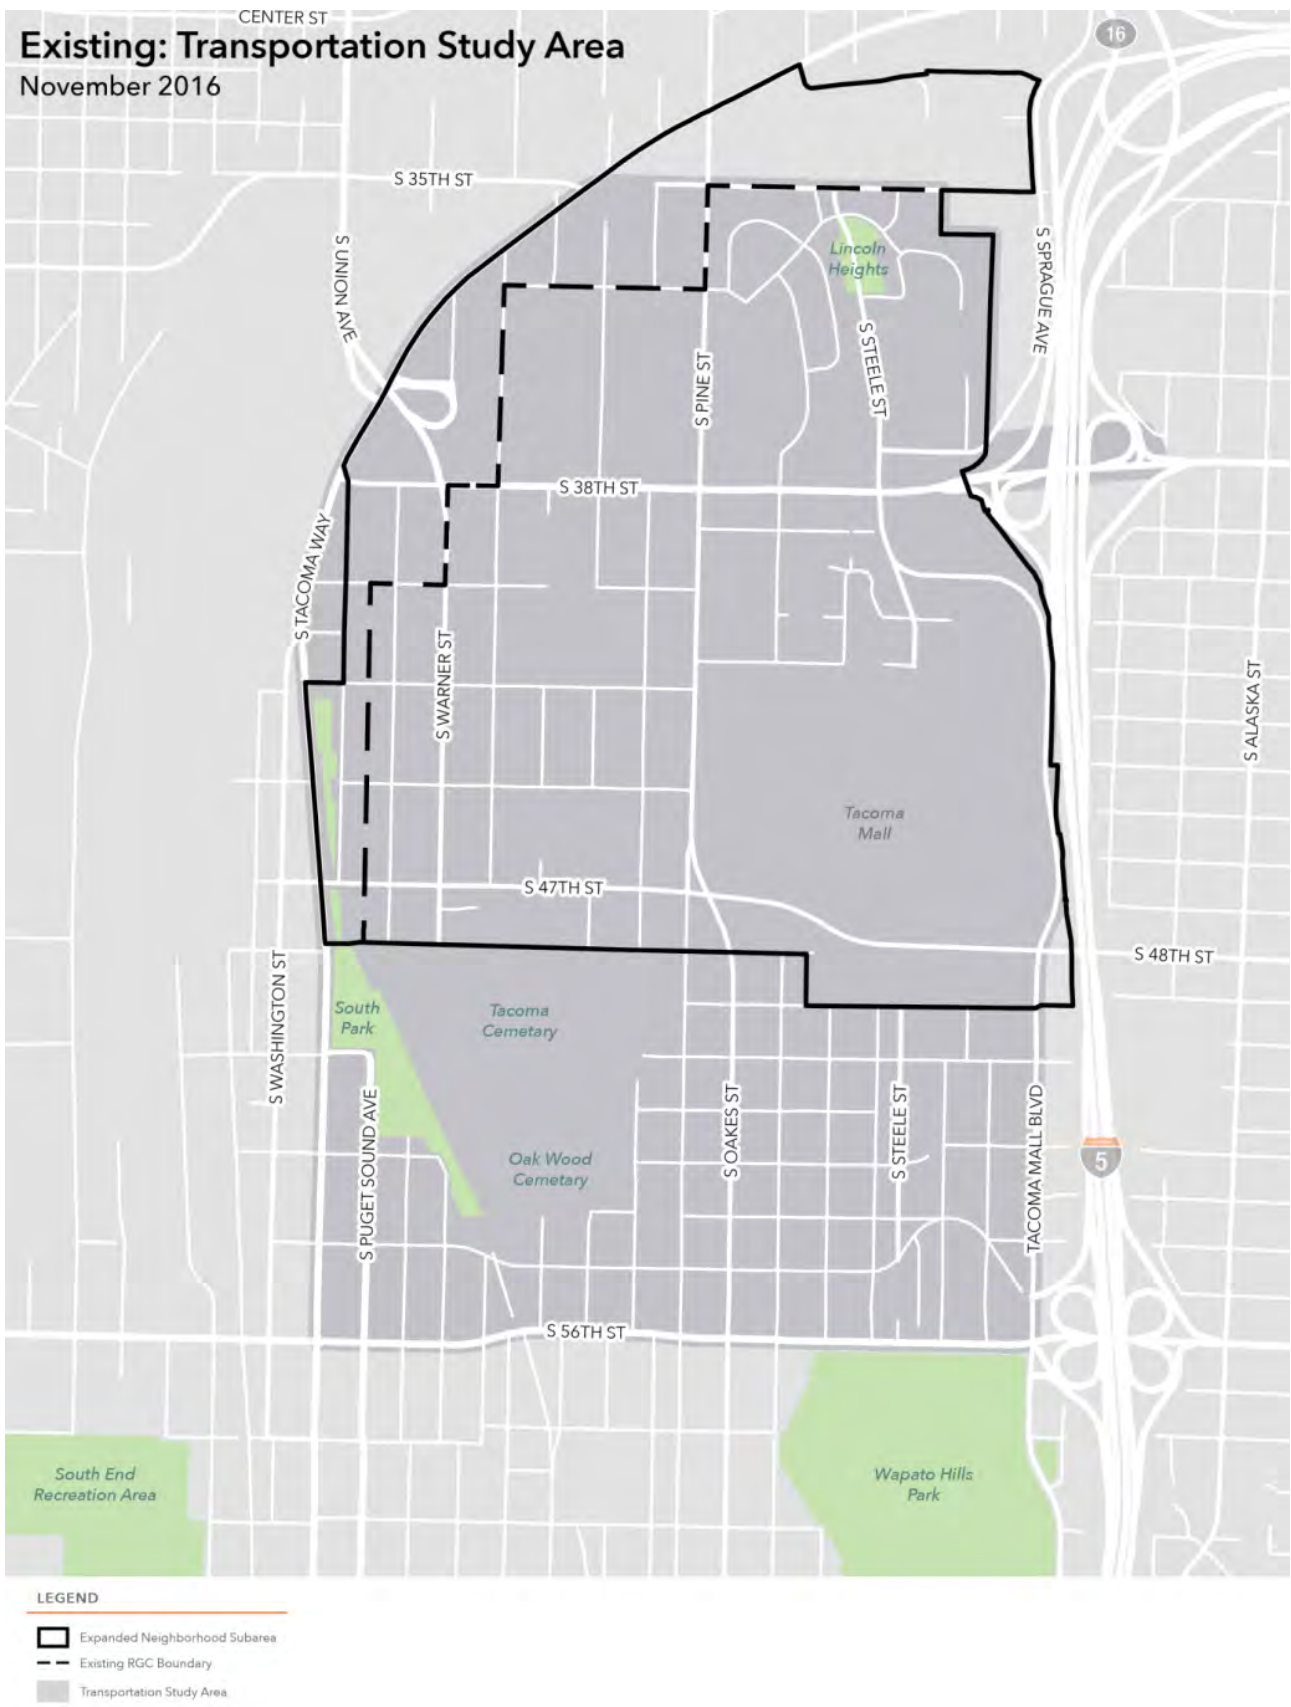 CENTER ST
Existing: Transportation Study Area
November 2016
16
S 35TH ST
S UNION AVE
Lincoln
Heights
S SPRAGUE AVE
S PINE ST
S STEELE ST
S 38TH ST
S TACOMA WAY
S WARNER ST
S ALASKA ST
Tacoma
Mall
S 47TH ST
S 48TH ST
S WASHINGTON ST
South
Park
Tacoma
Cemetary
S PUGET SOUND AVE
S OAKES ST
S STEELE ST
TACOMA MALL BLVD
5
Oak Wood
Cemetary
S 56TH ST
South End
Recreation Area
Wapato Hills
Park
LEGEND
Expanded Neighborhood Subarea
Existing RGC Boundary
Transportation Study Area